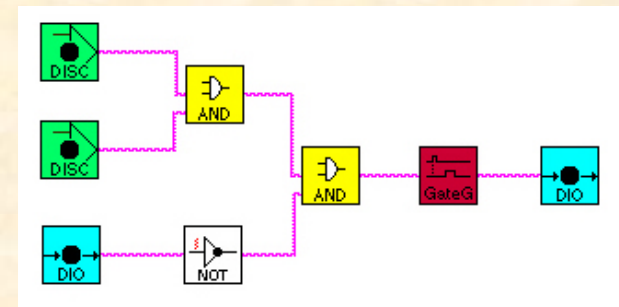 DISC
AND
DISC
AND
GateG
DIO
DIO
NOT